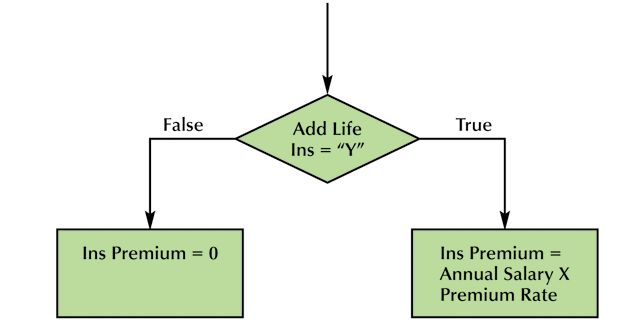 False
Add Life
Ins = “Y”
True
Ins Premium = 0
Ins Premium =
Annual Salary X
Premium Rate